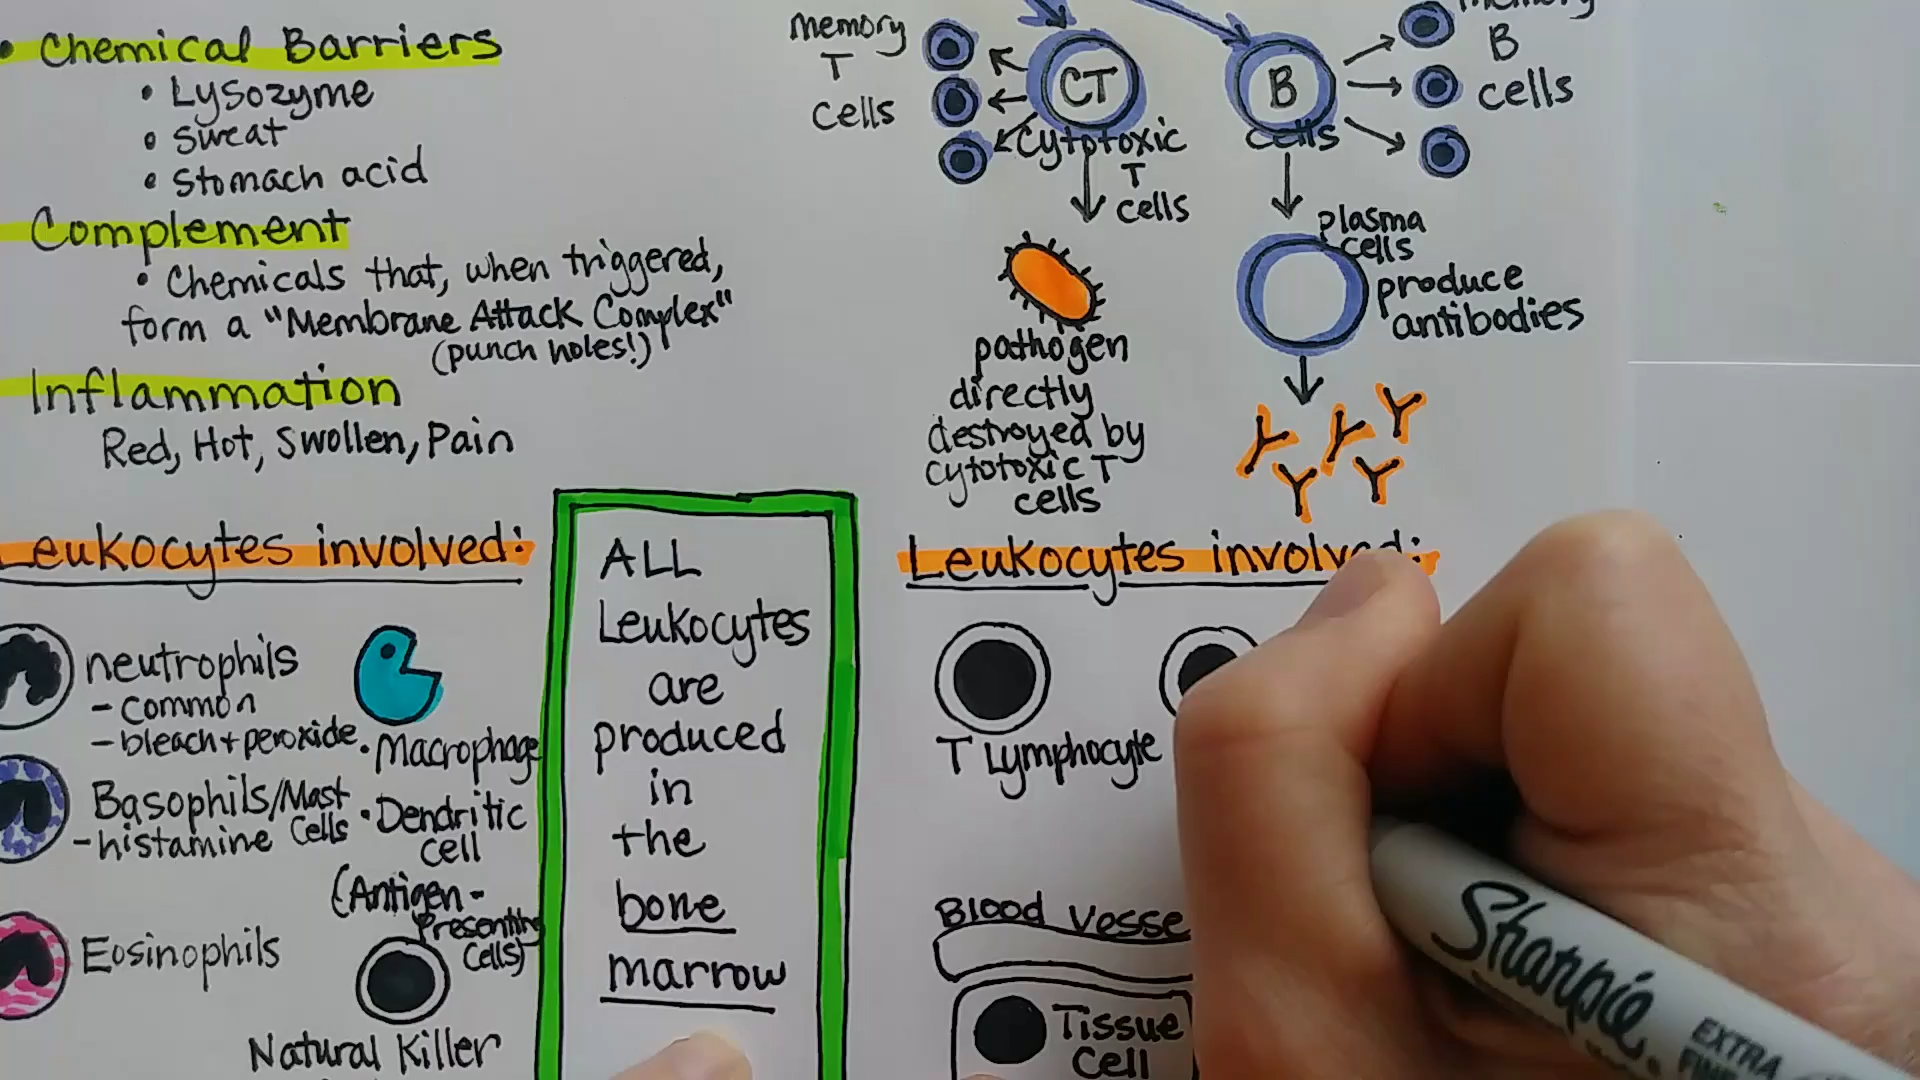 • Chemical Barriers
• Lysozyme
• Sweat
• Stomach acid
Complement
• Chemicals that, when triggered,
form a "Membrane Attack Complex"
(punch holes!)
Inflammation
Red, Hot, Swollen, Pain
Leukocytes involved:
neutrophils
- common
- bleach + peroxide
Basophils/Mast
Cells
- histamine
Eosinophils
• Macrophage
• Dendritic
cell
(Antigen-
Presenting
Cells)
Natural Killer
ALL
Leukocytes
are
produced
in
the
bone
marrow
memory
T
cells
CT
Cytotoxic
T
cells
B
cells
memory
B
cells
plasma
cells
produce
antibodies
pathogen
directly
destroyed by
cytotoxic T
cells
Leukocytes involved:
T Lymphocyte
Blood Vesse
Tissue
Cell
Sharpie
EXTRA
FINE